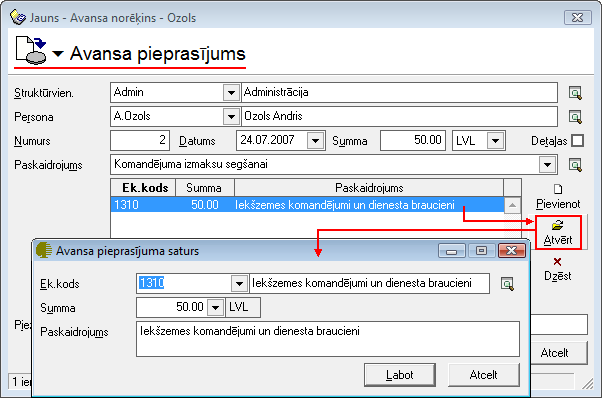 Jauns - Avansa norēķins - Ozols
Avansa pieprasījums
Struktūrvien. Admin Administrācija
Persona A.Ozols Ozols Andris
Numurs 2 Datums 24.07.2007 Summa 50.00 LVL Detaļas
Paskaidrojums Komandējuma izmaksu segšanai
Ek.kods Summa Paskaidrojums
1310 50.00 Iekšzemes komandējumi un dienesta braucieni
Pievienot
Atvērt
Dzēst
Avansa pieprasījuma saturs
Ek.kods 1310 Iekšzemes komandējumi un dienesta braucieni
Summa 50.00 LVL
Paskaidrojums Iekšzemes komandējumi un dienesta braucieni
Labot Atcelt
Atcelt